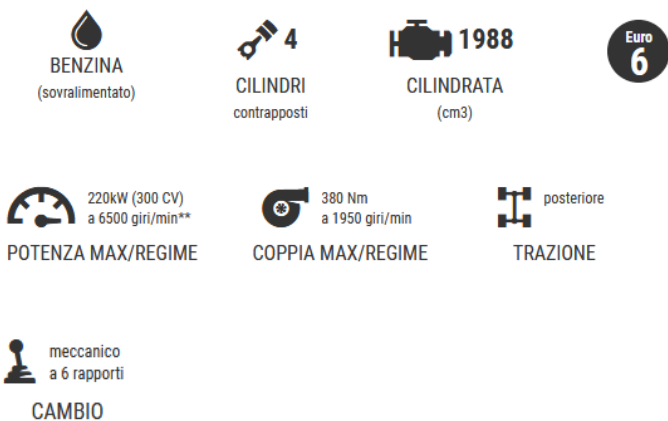 BENZINA
(sovralimentato)
4
CILINDRI
contrapposti
1988
CILINDRATA
(cm3)
Euro
6
220kW (300 CV)
a 6500 giri/min**
POTENZA MAX/REGIME
380 Nm
a 1950 giri/min
COPPIA MAX/REGIME
posteriore
TRAZIONE
meccanico
a 6 rapporti
CAMBIO